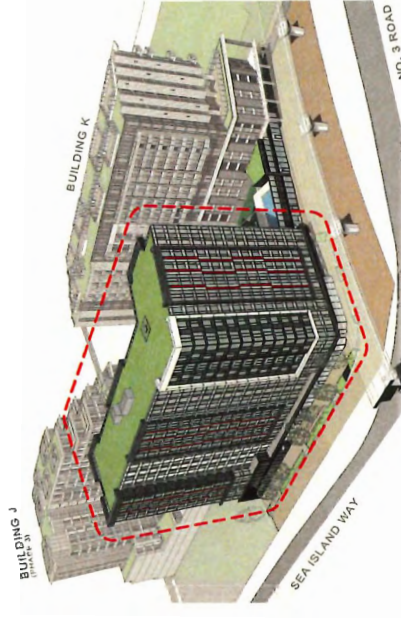 BUILDING K
BUILDING J
(PHASE 3)
SEA ISLAND WAY
NO. 3 ROAD